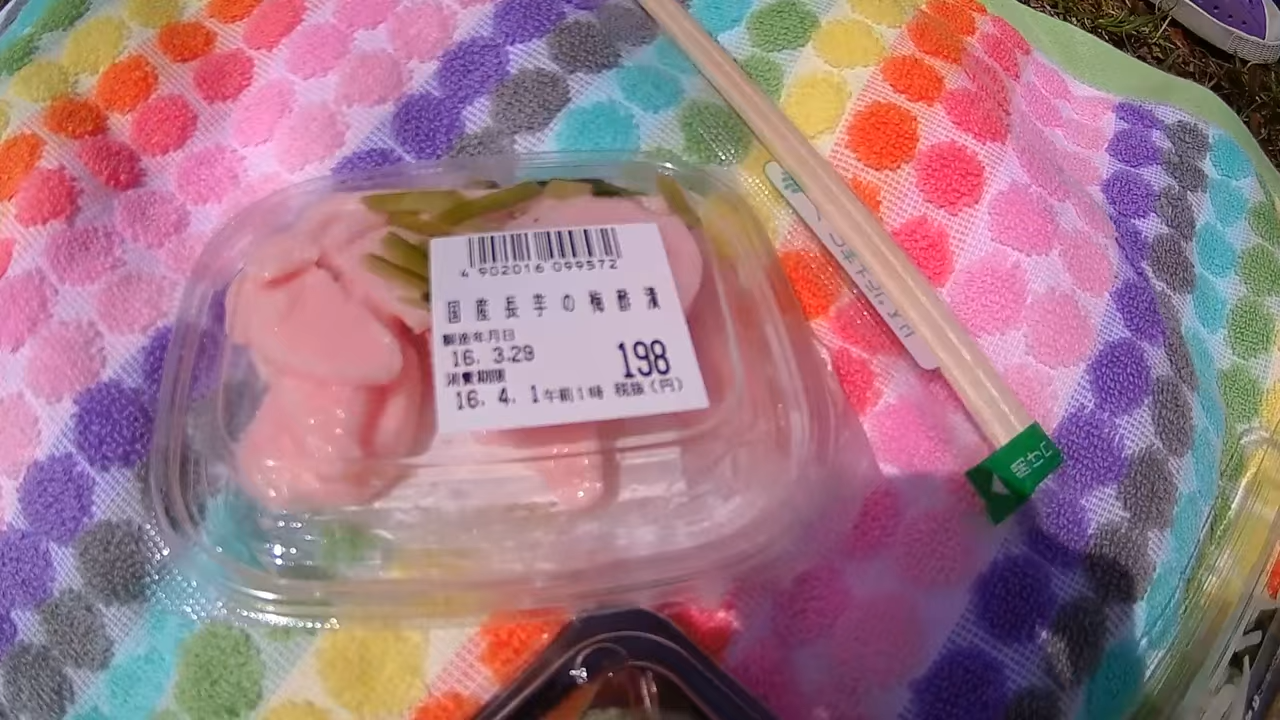 4 902016 099572
国産長芋の梅酢漬
製造年月日
16. 3.29
消費期限
16. 4. 1午前1時
198
税抜(円)